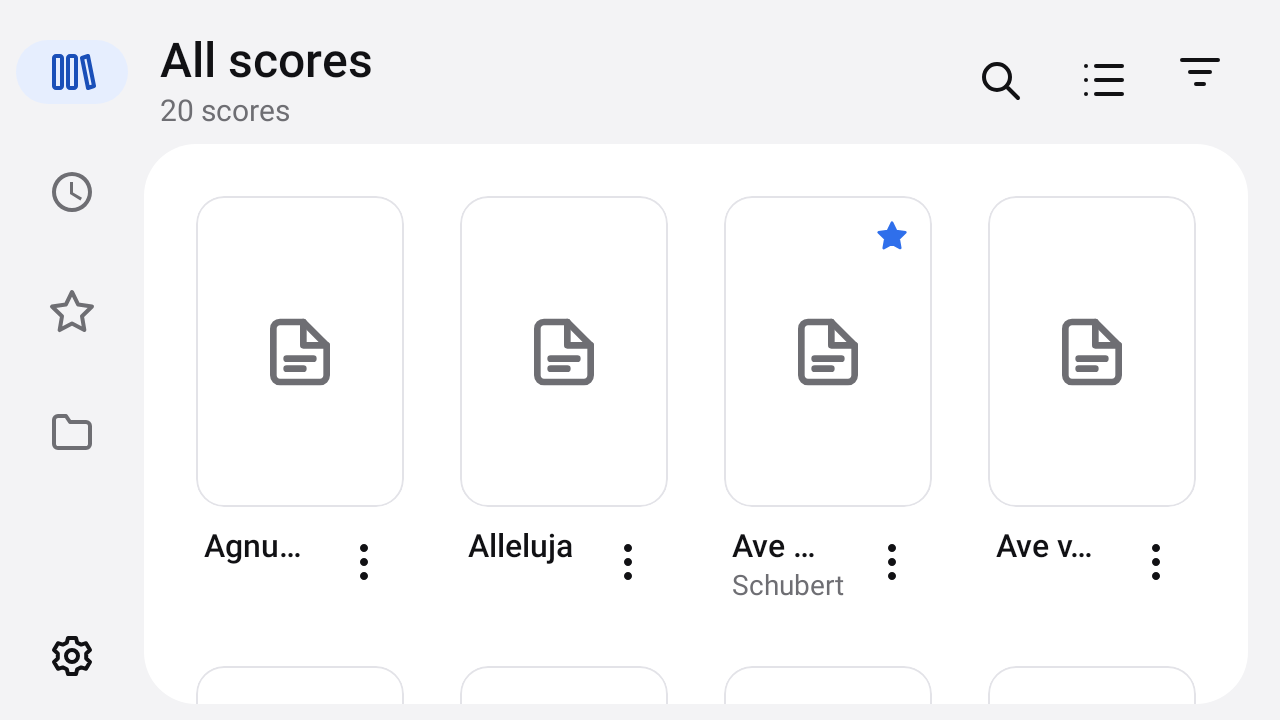 All scores
20 scores
Agnu...
Alleluja
Ave ...
Schubert
Ave v...